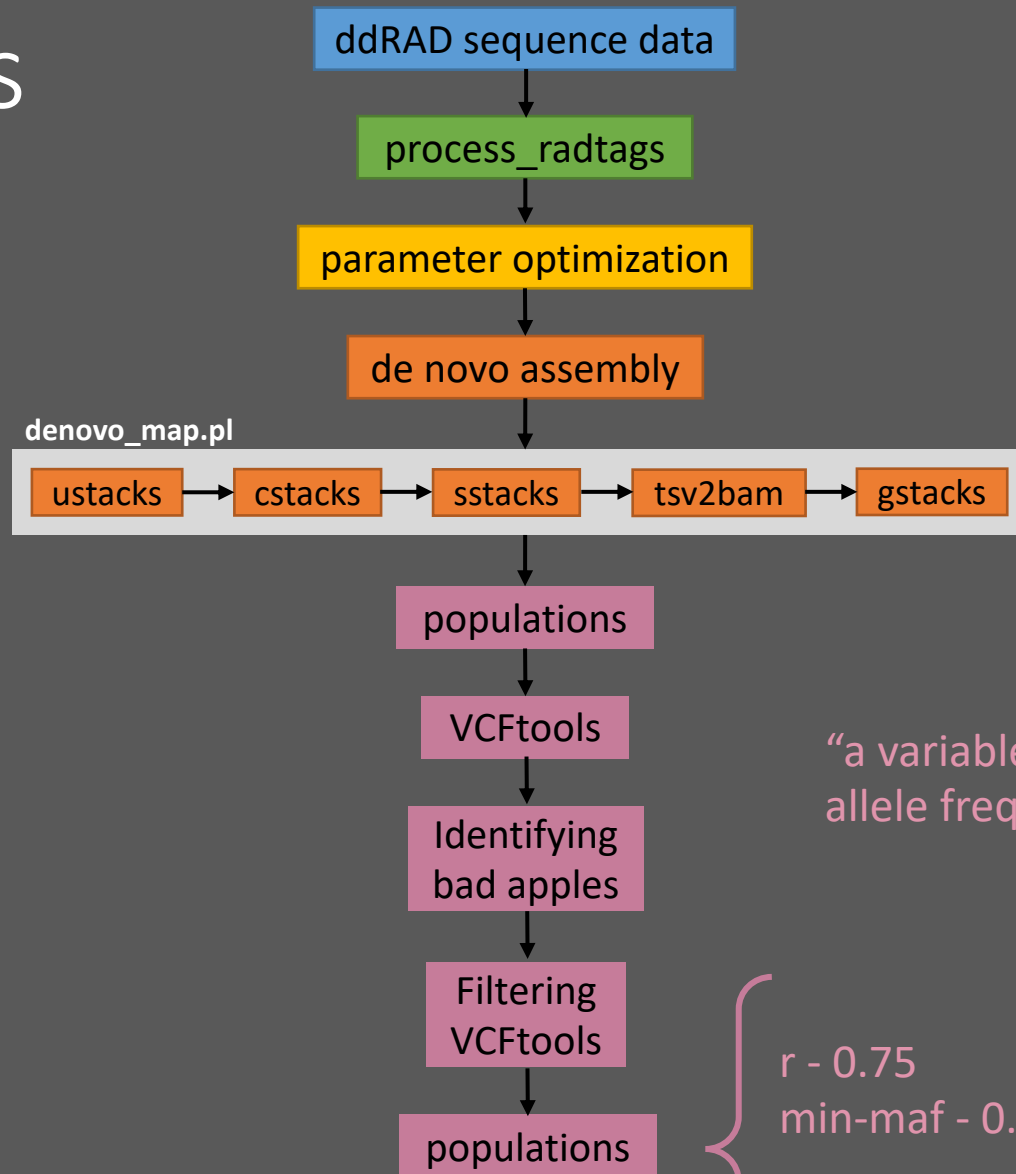 S
ddRAD sequence data
process_radtags
parameter optimization
de novo assembly
denovo_map.pl
ustacks cstacks sstacks tsv2bam gstacks
populations
VCFtools
“a variable
allele freq
Identifying
bad apples
Filtering
VCFtools
r - 0.75
min-maf - 0.
populations